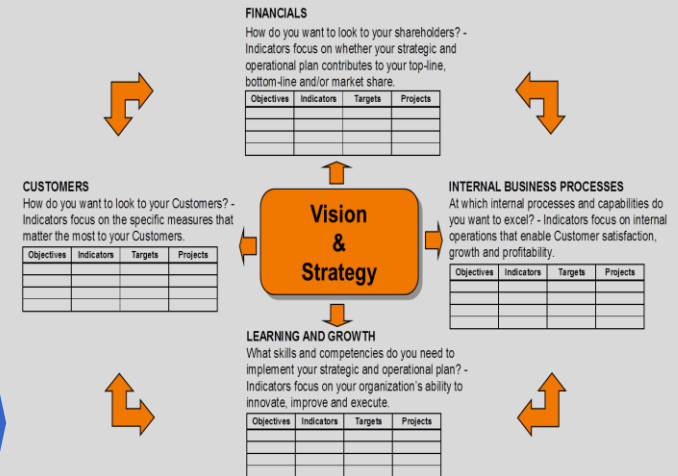 FINANCIALS
How do you want to look to your shareholders? -
Indicators focus on whether your strategic and
operational plan contributes to your top-line,
bottom-line and/or market share.
Objectives Indicators Targets Projects
CUSTOMERS
How do you want to look to your Customers? -
Indicators focus on the specific measures that
matter the most to your Customers.
Objectives Indicators Targets Projects
Vision
&
Strategy
INTERNAL BUSINESS PROCESSES
At which internal processes and capabilities do
you want to excel? - Indicators focus on internal
operations that enable Customer satisfaction,
growth and profitability.
Objectives Indicators Targets Projects
LEARNING AND GROWTH
What skills and competencies do you need to
implement your strategic and operational plan? -
Indicators focus on your organization's ability to
innovate, improve and execute.
Objectives Indicators Targets Projects